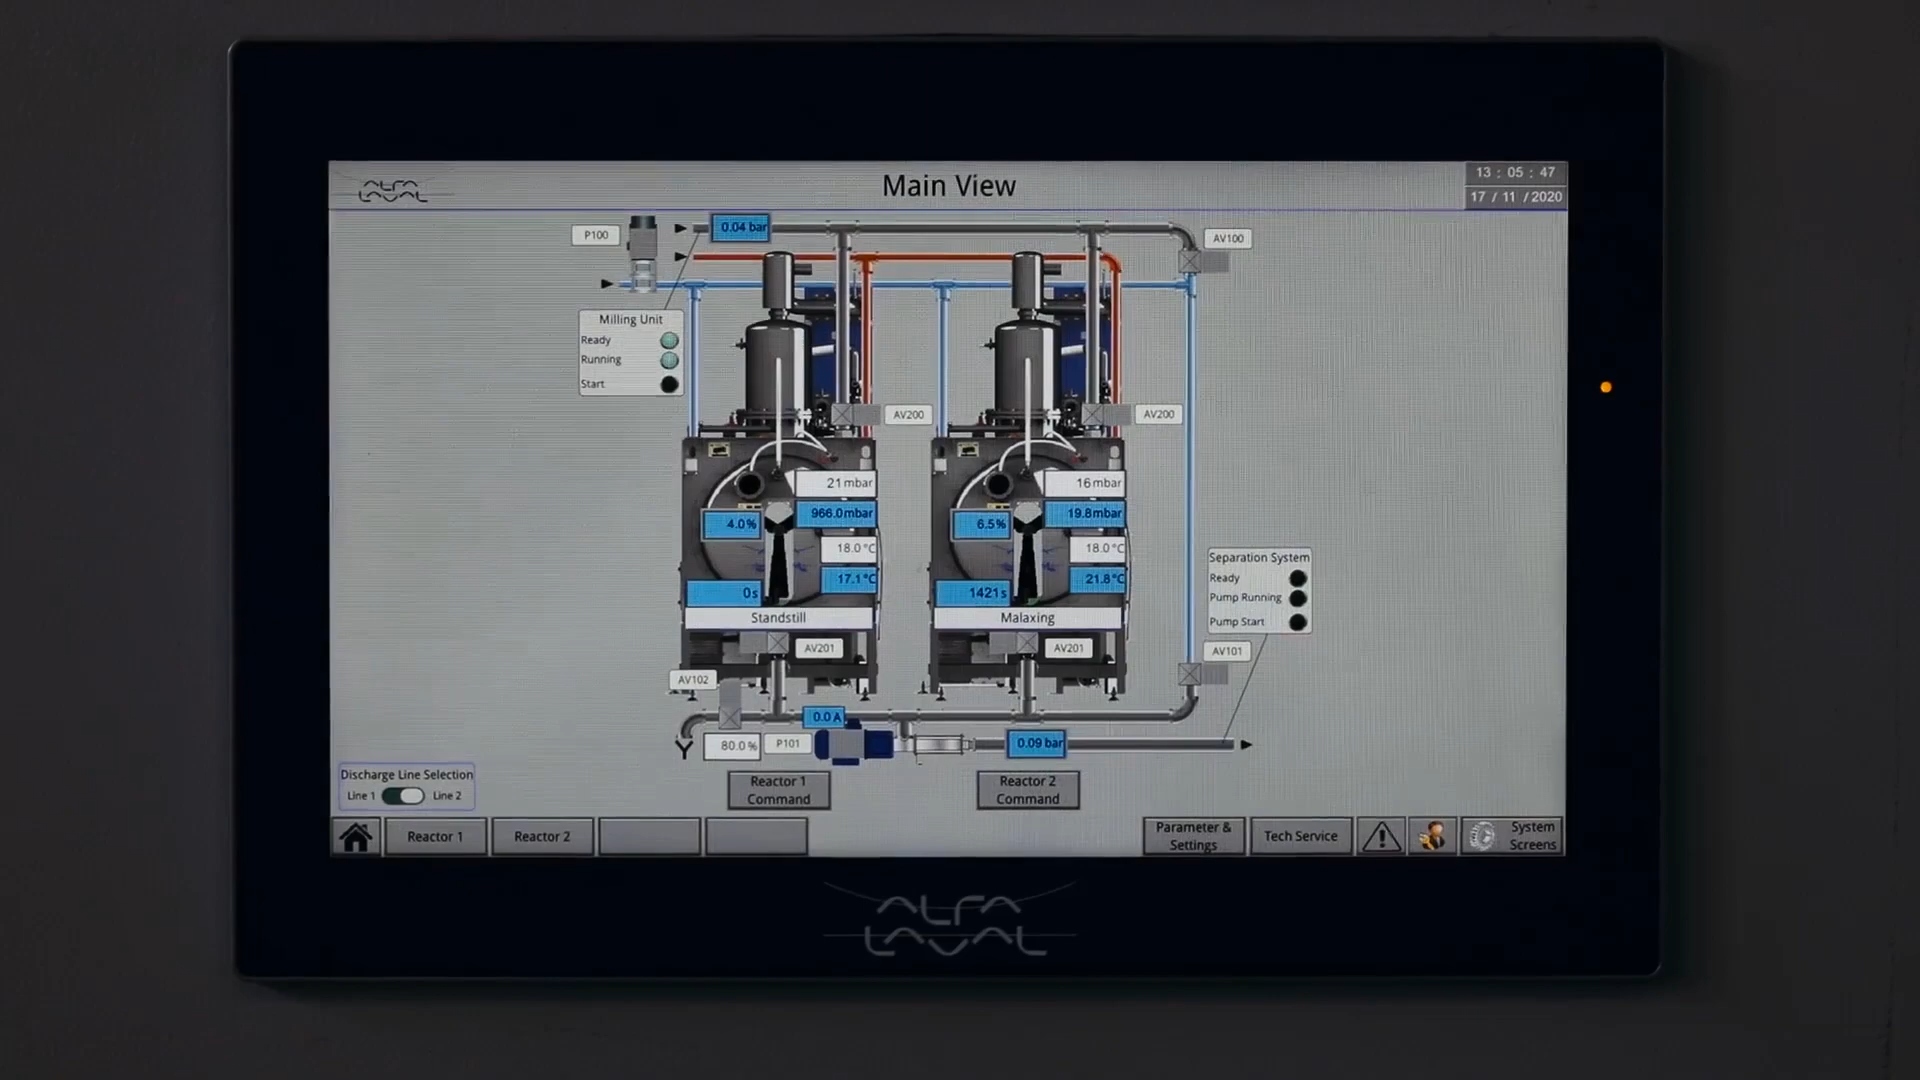 ALFA
LAVAL
Main View
13 : 05 : 47
17 / 11 / 2020
P100
0.04 bar
AV100
Milling Unit
Ready
Running
Start
AV200
AV200
21 mbar
966.0mbar
4.0%
18.0 °C
17.1°C
0s
Standstill
16 mbar
19.8mbar
6.5%
18.0 °C
21.8°C
1421s
Malaxing
Separation System
Ready
Pump Running
Pump Start
AV201
AV201
AV101
AV102
0.0 A
80.0 %
P101
0.09 bar
Reactor 1
Command
Reactor 2
Command
Discharge Line Selection
Line 1
Line 2
Reactor 1
Reactor 2
Parameter &
Settings
Tech Service
System
Screens
ALFA
LAVAL